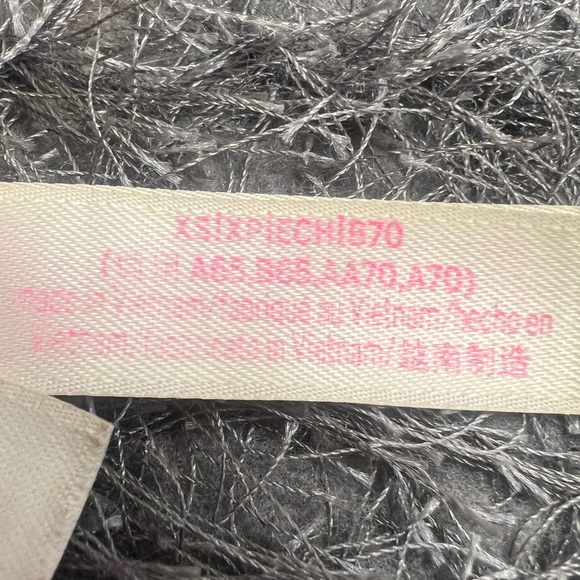 XS|XP|ECH|B70
A65,B65,AA70,A70)
Made in Vietnam/fabriqué au Vietnam/hecho en
Vietnam/ Fabricado in Vietnam/越南制造